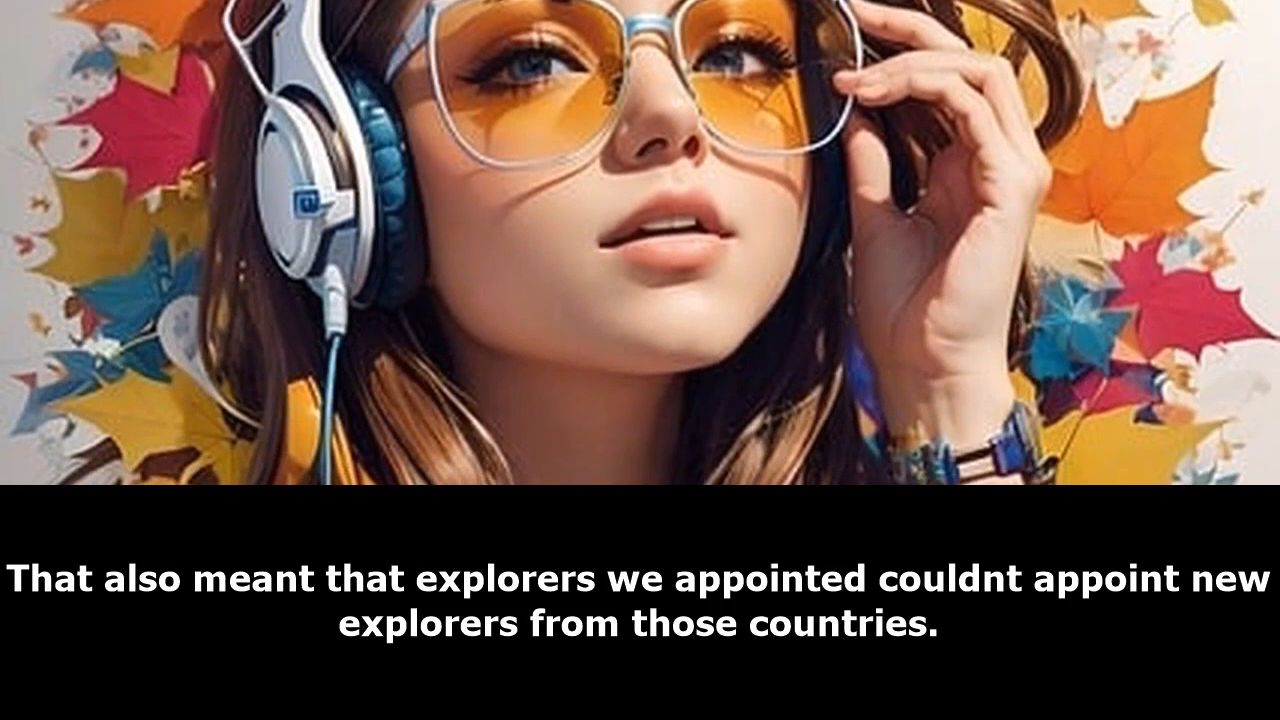 That also meant that explorers we appointed couldnt appoint new
explorers from those countries.